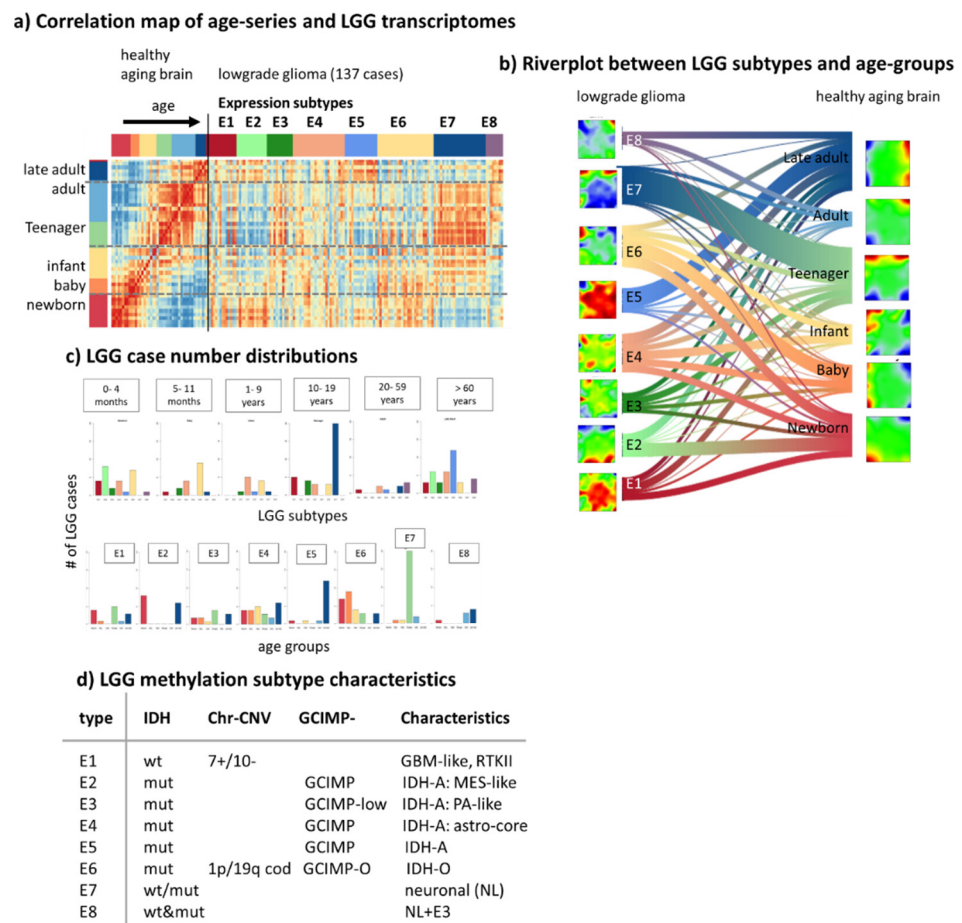 a) Correlation map of age-series and LGG transcriptomes
healthy
aging brain
lowgrade glioma (137 cases)
age
Expression subtypes
E1 E2 E3 E4 E5 E6 E7 E8
late adult
adult
Teenager
infant
baby
newborn
b) Riverplot between LGG subtypes and age-groups
lowgrade glioma
healthy aging brain
E8
E7
E6
E5
E4
E3
E2
E1
Late adult
Adult
Teenager
Infant
Baby
Newborn
c) LGG case number distributions
0- 4 months
5- 11 months
1- 9 years
10- 19 years
20- 59 years
> 60 years
# of LGG cases
LGG subtypes
E1 E2 E3 E4 E5 E6 E7 E8
age groups
d) LGG methylation subtype characteristics
type IDH Chr-CNV GCIMP- Characteristics
E1 wt 7+/10- GBM-like, RTKII
E2 mut GCIMP IDH-A: MES-like
E3 mut GCIMP-low IDH-A: PA-like
E4 mut GCIMP IDH-A: astro-core
E5 mut GCIMP IDH-A
E6 mut 1p/19q cod GCIMP-O IDH-O
E7 wt/mut neuronal (NL)
E8 wt&mut NL+E3